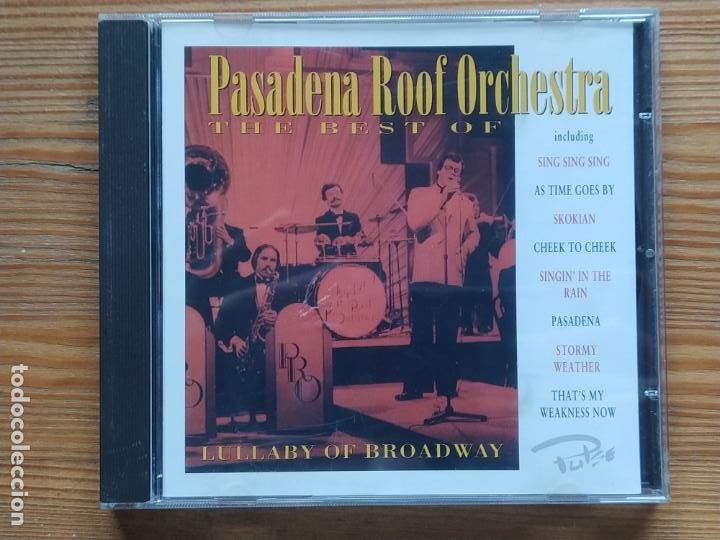 Pasadena Roof Orchestra
THE BEST OF
including
SING SING SING
AS TIME GOES BY
SKOKIAN
CHEEK TO CHEEK
SINGIN' IN THE
RAIN
PASADENA
STORMY
WEATHER
THAT'S MY
WEAKNESS NOW
PRO
LULLABY OF BROADWAY
Pulse
todocoleccion.net